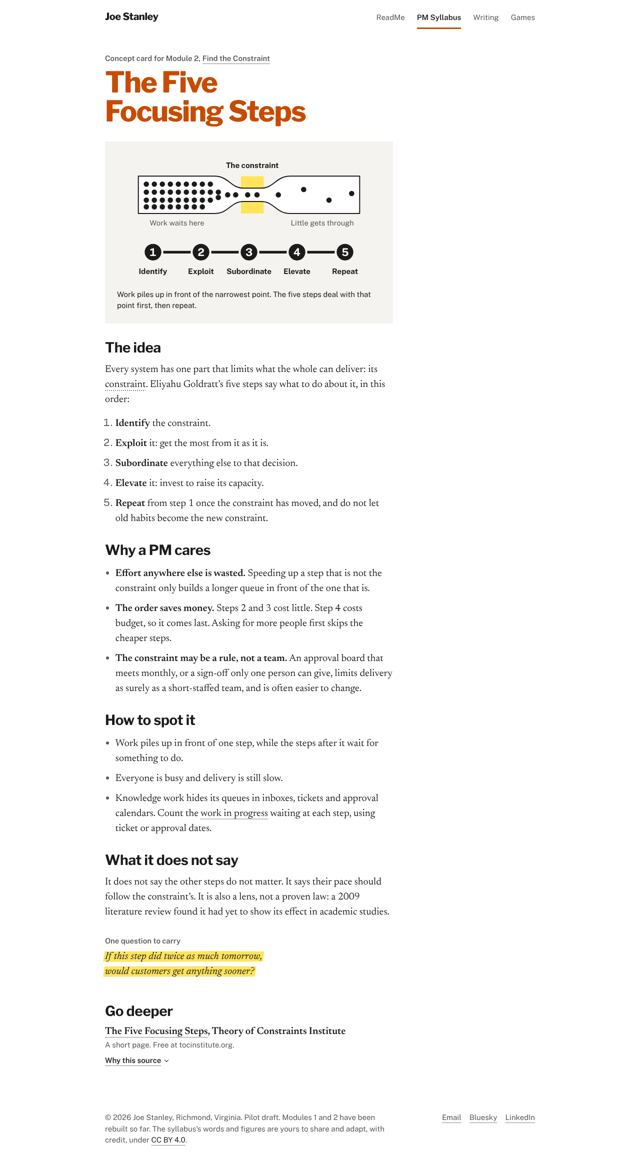 Joe Stanley
ReadMe PM Syllabus Writing Games
Concept card for Module 2, Find the Constraint
The Five
Focusing Steps
The constraint
Work waits here Little gets through
1 2 3 4 5
Identify Exploit Subordinate Elevate Repeat
Work piles up in front of the narrowest point. The five steps deal with that
point first, then repeat.
The idea
Every system has one part that limits what the whole can deliver: its
constraint. Eliyahu Goldratt’s five steps say what to do about it, in this
order:
1. Identify the constraint.
2. Exploit it: get the most from it as it is.
3. Subordinate everything else to that decision.
4. Elevate it: invest to raise its capacity.
5. Repeat from step 1 once the constraint has moved, and do not let
old habits become the new constraint.
Why a PM cares
• Effort anywhere else is wasted. Speeding up a step that is not the
constraint only builds a longer queue in front of the one that is.
• The order saves money. Steps 2 and 3 cost little. Step 4 costs
budget, so it comes last. Asking for more people first skips the
cheaper steps.
• The constraint may be a rule, not a team. An approval board that
meets monthly, or a sign-off only one person can give, limits delivery
as surely as a short-staffed team, and is often easier to change.
How to spot it
• Work piles up in front of one step, while the steps after it wait for
something to do.
• Everyone is busy and delivery is still slow.
• Knowledge work hides its queues in inboxes, tickets and approval
calendars. Count the work in progress waiting at each step, using
ticket or approval dates.
What it does not say
It does not say the other steps do not matter. It says their pace should
follow the constraint’s. It is also a lens, not a proven law: a 2009
literature review found it had yet to show its effect in academic studies.
One question to carry
If this step did twice as much tomorrow,
would customers get anything sooner?
Go deeper
The Five Focusing Steps, Theory of Constraints Institute
A short page. Free at tocinstitute.org.
Why this source
© 2026 Joe Stanley, Richmond, Virginia. Pilot draft. Modules 1 and 2 have been
rebuilt so far. The syllabus’s words and figures are yours to share and adapt, with
credit, under CC BY 4.0.
Email Bluesky LinkedIn